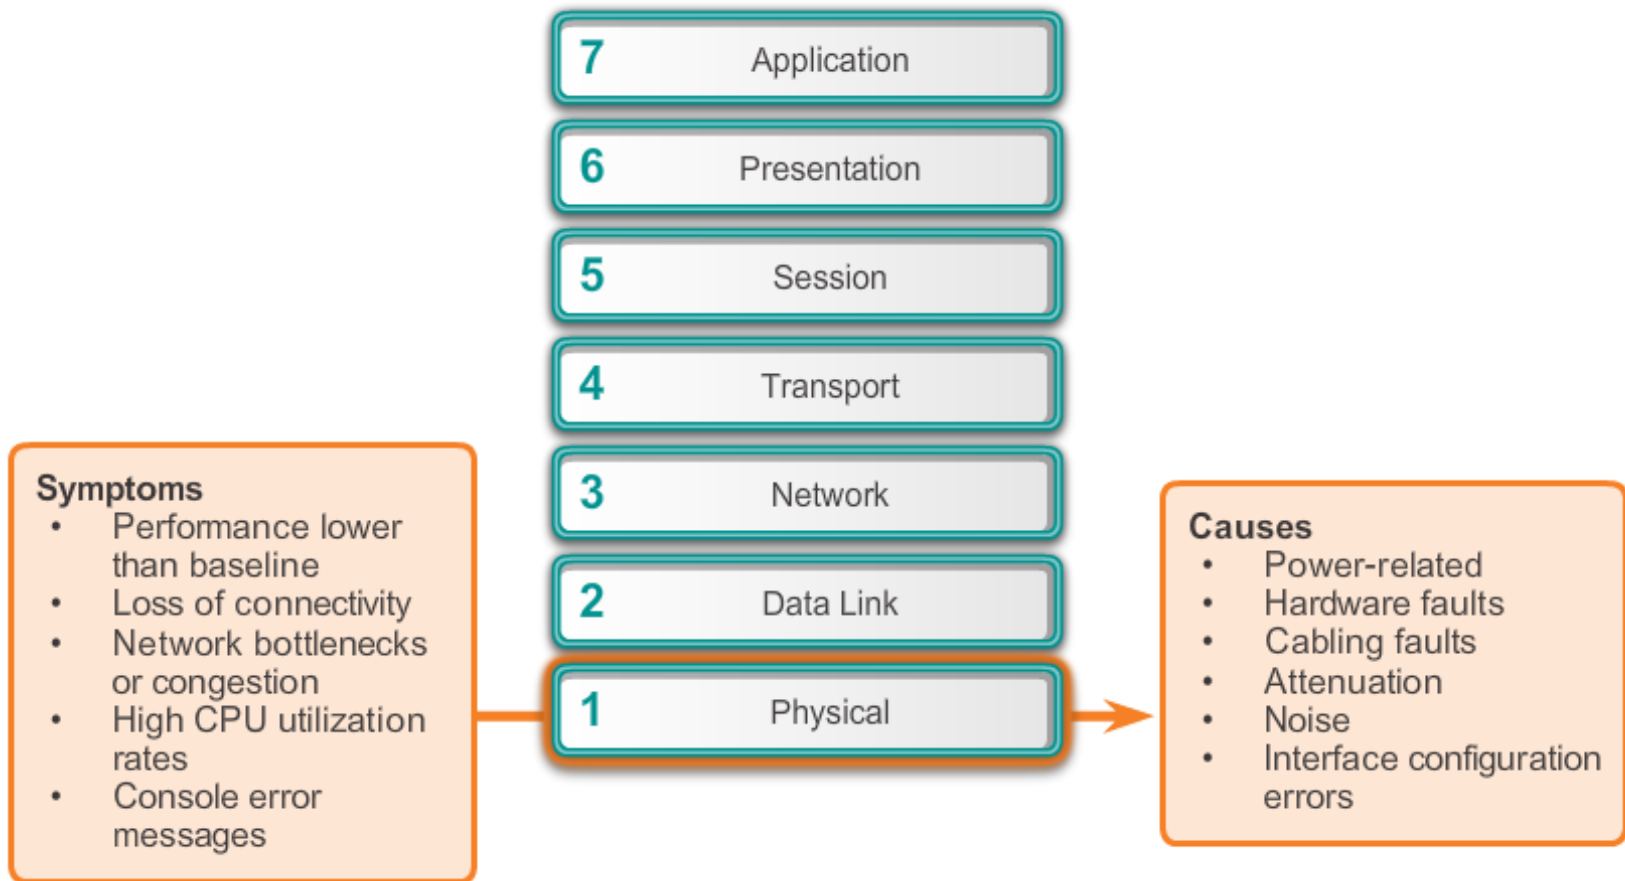 7 Application
6 Presentation
5 Session
4 Transport
3 Network
2 Data Link
1 Physical
Symptoms
• Performance lower
than baseline
• Loss of connectivity
• Network bottlenecks
or congestion
• High CPU utilization
rates
• Console error
messages
Causes
• Power-related
• Hardware faults
• Cabling faults
• Attenuation
• Noise
• Interface configuration
errors